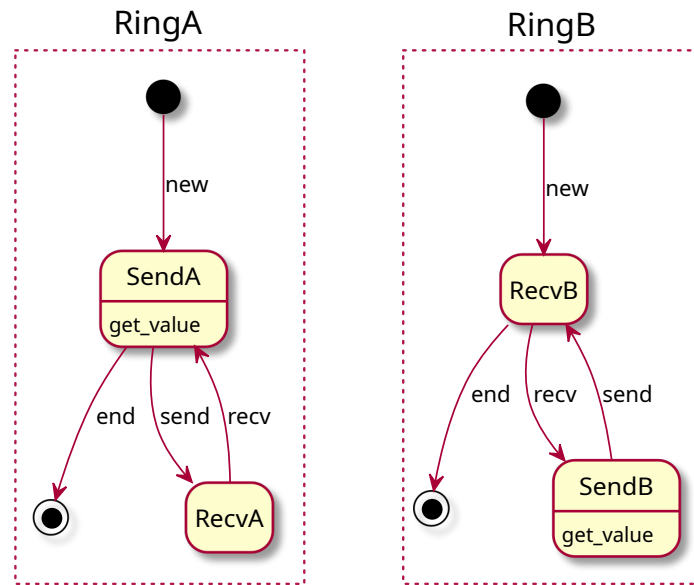 RingA
new
SendA
get_value
end
send
recv
RecvA
RingB
new
RecvB
end
recv
send
SendB
get_value